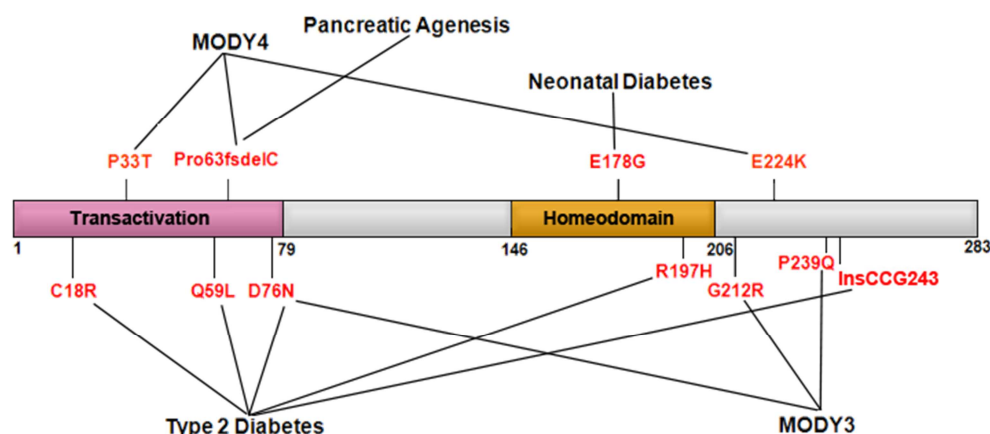 Pancreatic Agenesis
MODY4
Neonatal Diabetes
P33T Pro63fsdelC E178G E224K
Transactivation Homeodomain
1 79 146 206 283
C18R Q59L D76N R197H G212R P239Q InsCCG243
Type 2 Diabetes MODY3